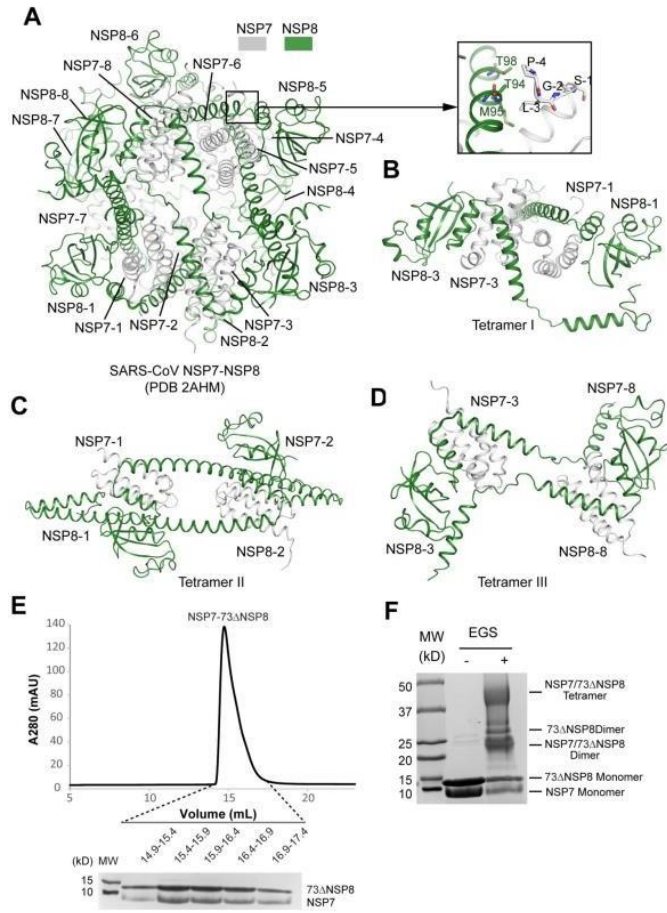 A
NSP7
NSP8
NSP8-6
NSP7-8
NSP7-6
NSP8-8
NSP8-5
NSP8-7
NSP7-4
NSP7-5
NSP8-4
NSP7-7
NSP8-3
NSP8-1
NSP7-1
NSP7-2
NSP7-3
NSP8-2
SARS-CoV NSP7-NSP8
(PDB 2AHM)
T98
P-4
T94
G-2
S-1
M95
L-3
B
NSP7-1
NSP8-1
NSP8-3
NSP7-3
Tetramer I
C
NSP7-1
NSP7-2
NSP8-1
NSP8-2
Tetramer II
D
NSP7-3
NSP7-8
NSP8-3
NSP8-8
Tetramer III
E
NSP7-73ΔNSP8
A280 (mAU)
140
120
100
80
60
40
20
0
5
10
15
20
Volume (mL)
14.9-15.4
15.4-15.9
15.9-16.4
16.4-16.9
16.9-17.4
(kD) MW
15
10
73ΔNSP8
NSP7
F
MW
(kD)
EGS
- +
50
37
25
20
15
10
NSP7/73ΔNSP8
Tetramer
73ΔNSP8Dimer
NSP7/73ΔNSP8
Dimer
73ΔNSP8 Monomer
NSP7 Monomer